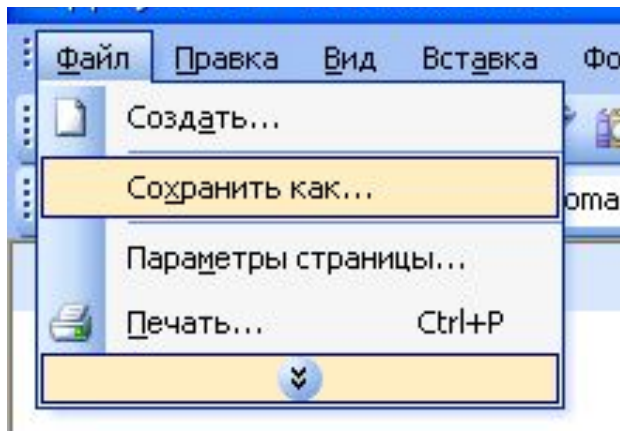 Файл Правка Вид Вставка
Создать...
Сохранить как...
Параметры страницы...
Печать... Ctrl+P